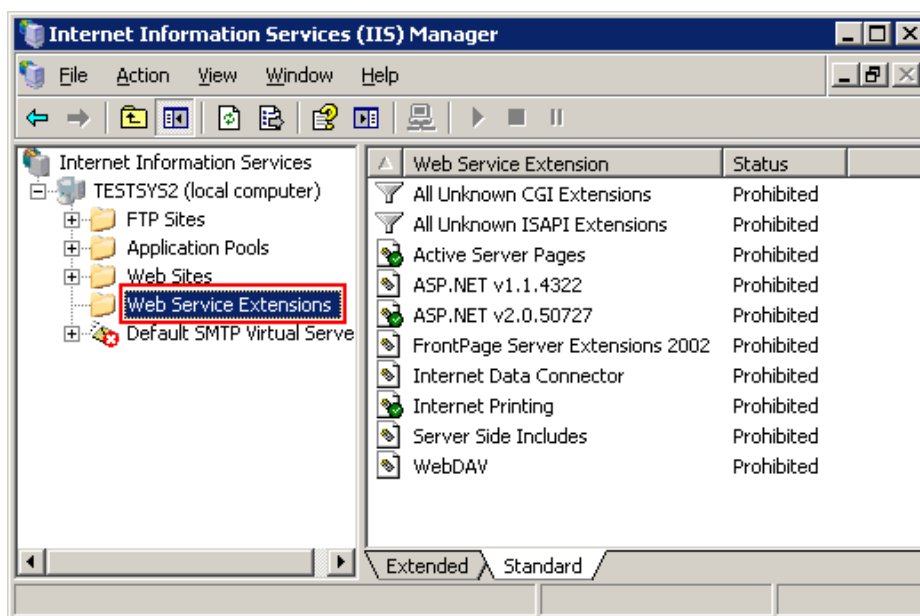 Internet Information Services (IIS) Manager
File Action View Window Help
Internet Information Services
TESTSYS2 (local computer)
FTP Sites
Application Pools
Web Sites
Web Service Extensions
Default SMTP Virtual Serve
Web Service Extension Status
All Unknown CGI Extensions Prohibited
All Unknown ISAPI Extensions Prohibited
Active Server Pages Prohibited
ASP.NET v1.1.4322 Prohibited
ASP.NET v2.0.50727 Prohibited
FrontPage Server Extensions 2002 Prohibited
Internet Data Connector Prohibited
Internet Printing Prohibited
Server Side Includes Prohibited
WebDAV Prohibited
Extended Standard